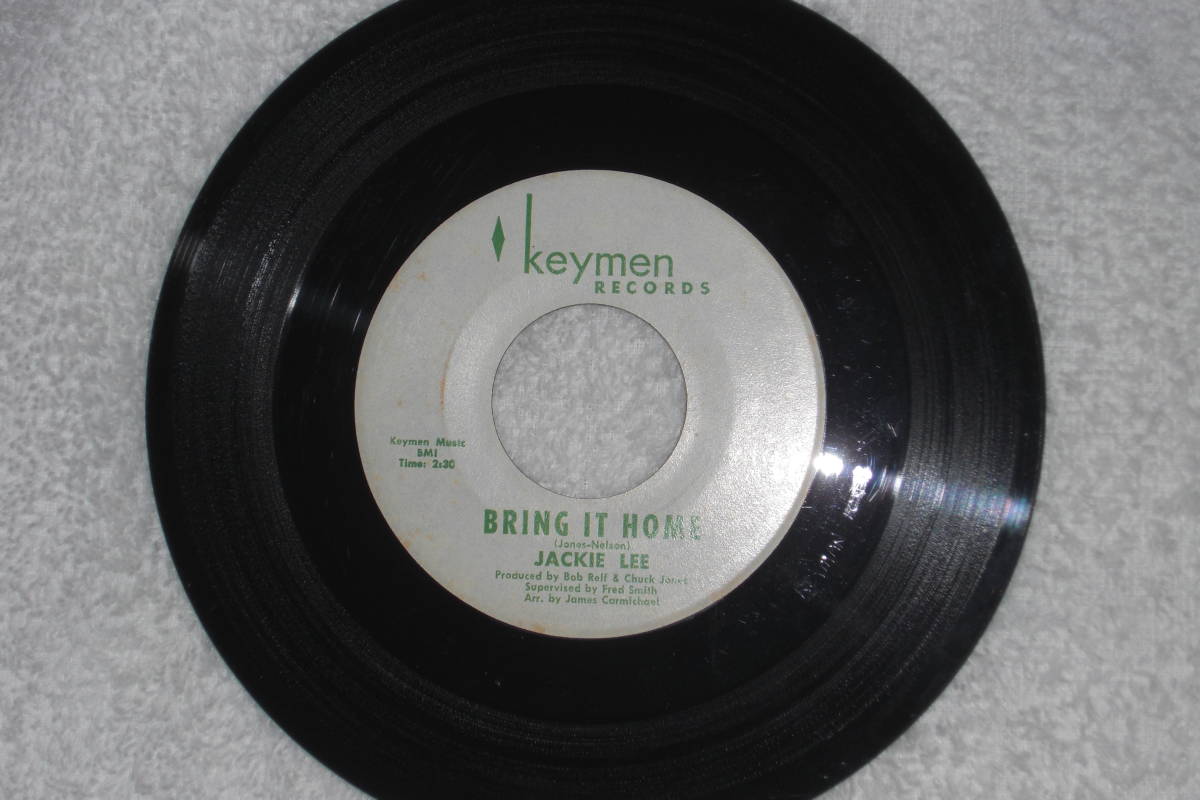 keymen
RECORDS
Keymen Music
BMI
Time: 2:30
BRING IT HOME
(Jones-Nelson)
JACKIE LEE
Produced by Bob Relf & Chuck Jones
Supervised by Fred Smith
Arr. by James Carmichael